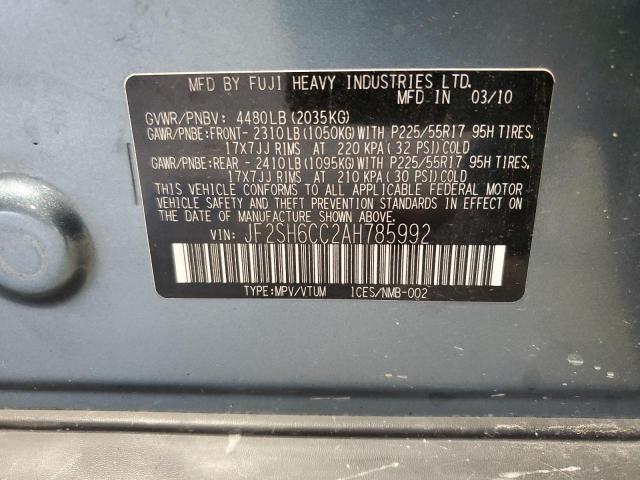 MFD BY FUJI HEAVY INDUSTRIES LTD.
MFD IN 03/10
GVWR/PNBV: 4480LB(2035KG)
GAWR/PNBE:FRONT- 2310LB(1050KG)WITH P225/55R17 95H TIRES,
17X7JJ RIMS AT 220 KPA(32 PSI)COLD
GAWR/PNBE:REAR - 2410LB(1095KG)WITH P225/55R17 95H TIRES,
17X7JJ RIMS AT 210 KPA(30 PSI)COLD
THIS VEHICLE CONFORMS TO ALL APPLICABLE FEDERAL MOTOR
VEHICLE SAFETY AND THEFT PREVENTION STANDARDS IN EFFECT
ON THE DATE OF MANUFACTURE SHOWN ABOVE.
VIN: JF2SH6CC2AH785992
TYPE:MPV/VTUM ICES/NMB-002